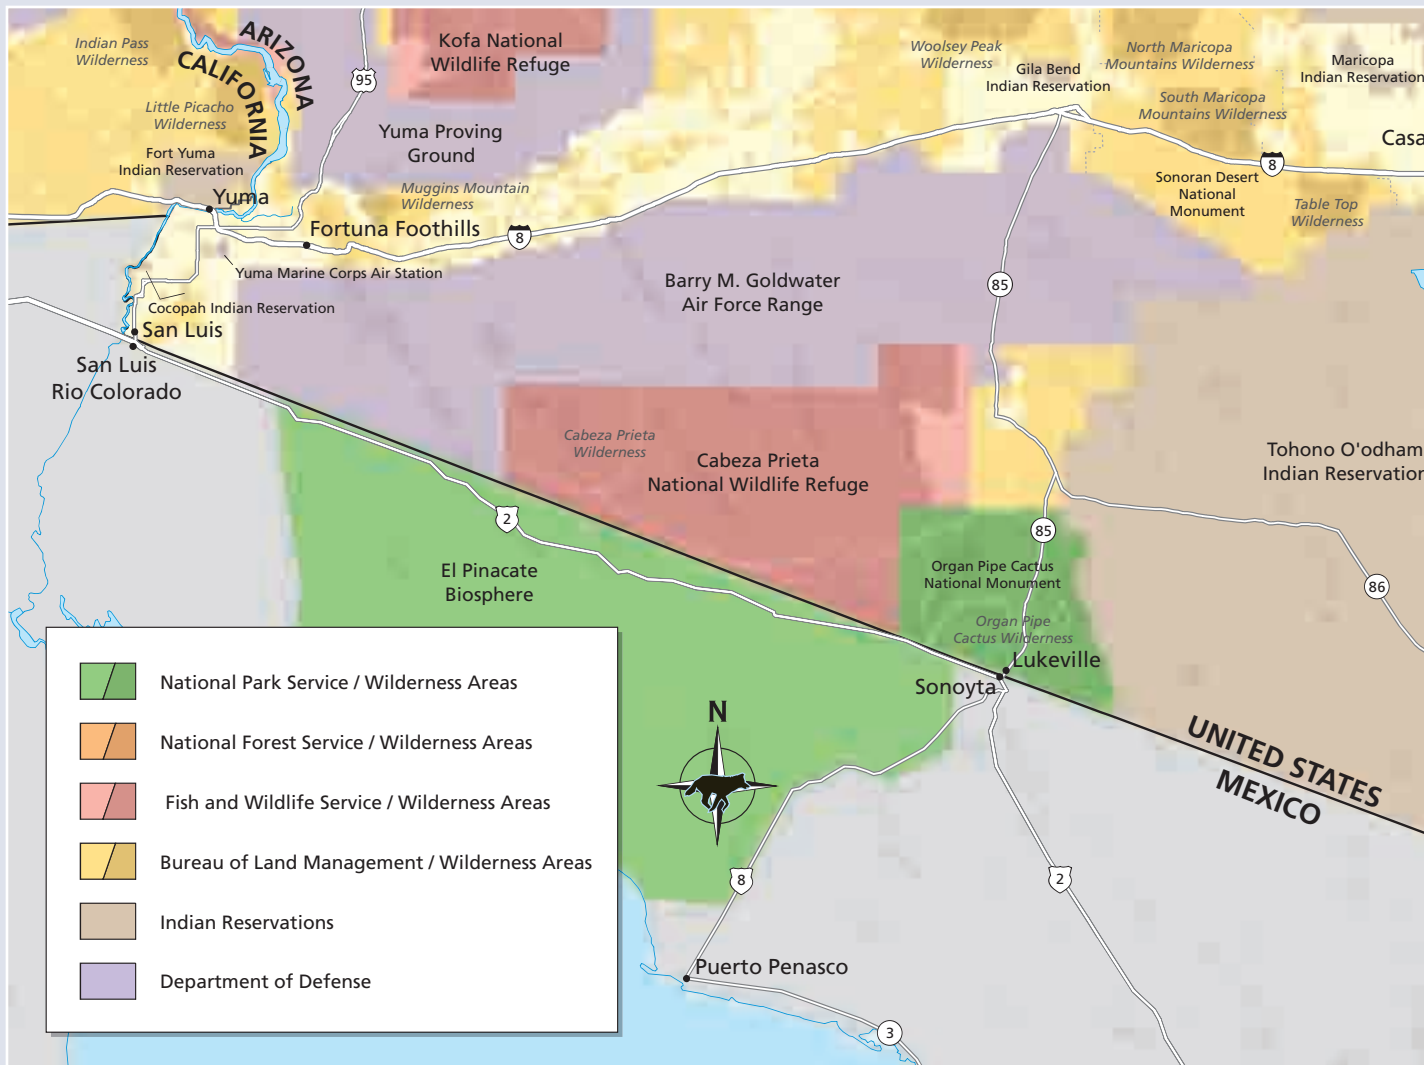 Indian Pass
Wilderness
ARIZONA
CALIFORNIA
95
Kofa National
Wildlife Refuge
Woolsey Peak
Wilderness
North Maricopa
Mountains Wilderness
Maricopa
Indian Reservation
Gila Bend
Indian Reservation
Little Picacho
Wilderness
South Maricopa
Mountains Wilderness
Yuma Proving
Ground
Casa
Fort Yuma
Indian Reservation
8
Yuma
Muggins Mountain
Wilderness
Sonoran Desert
National
Monument
Table Top
Wilderness
Fortuna Foothills
8
Yuma Marine Corps Air Station
Barry M. Goldwater
Air Force Range
85
Cocopah Indian Reservation
San Luis
San Luis
Rio Colorado
Cabeza Prieta
Wilderness
Cabeza Prieta
National Wildlife Refuge
Tohono O'odham
Indian Reservation
2
85
El Pinacate
Biosphere
Organ Pipe Cactus
National Monument
86
Organ Pipe
Cactus Wilderness
Lukeville
Sonoyta
UNITED STATES
MEXICO
N
National Park Service / Wilderness Areas
National Forest Service / Wilderness Areas
Fish and Wildlife Service / Wilderness Areas
Bureau of Land Management / Wilderness Areas
Indian Reservations
Department of Defense
8
2
Puerto Penasco
3